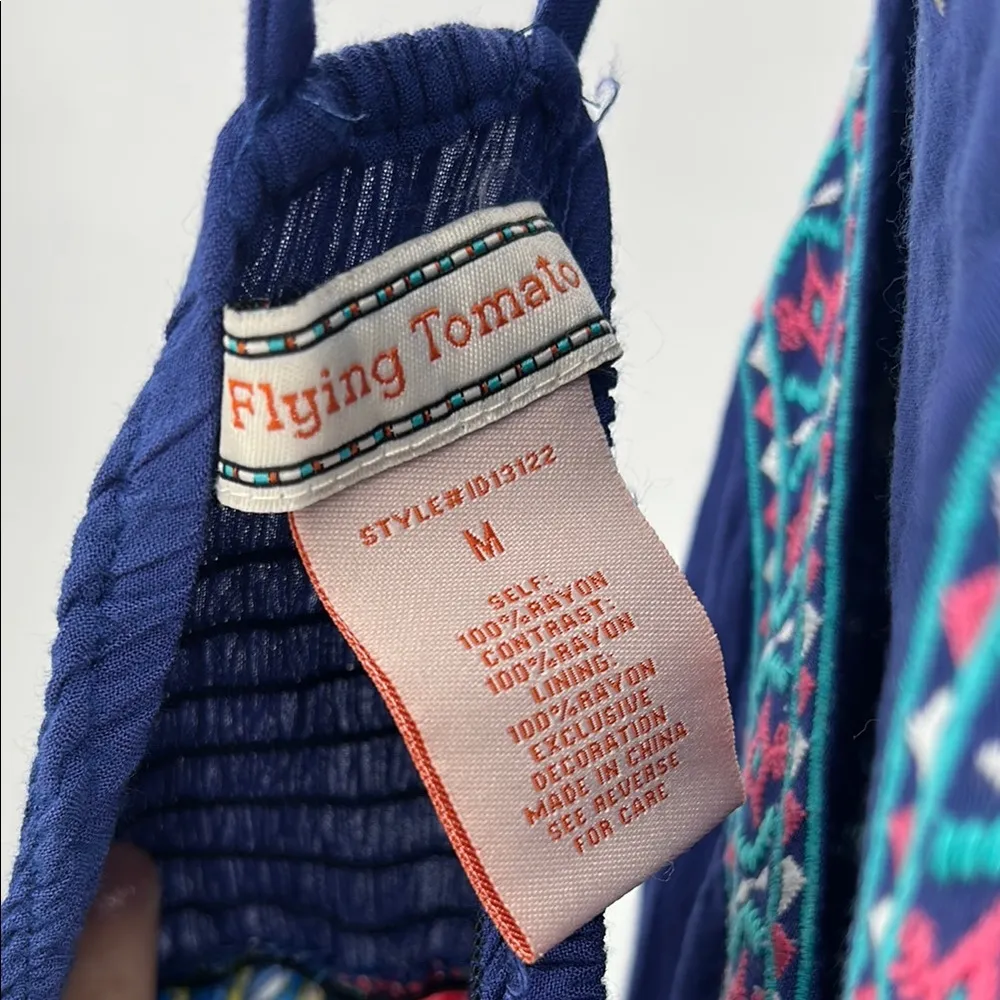 Flying Tomato
STYLE#ID13122
M
SELF:
100%RAYON
CONTRAST:
100%RAYON
LINING:
100%RAYON
EXCLUSIVE
DECORATION
MADE IN CHINA
SEE REVERSE
FOR CARE